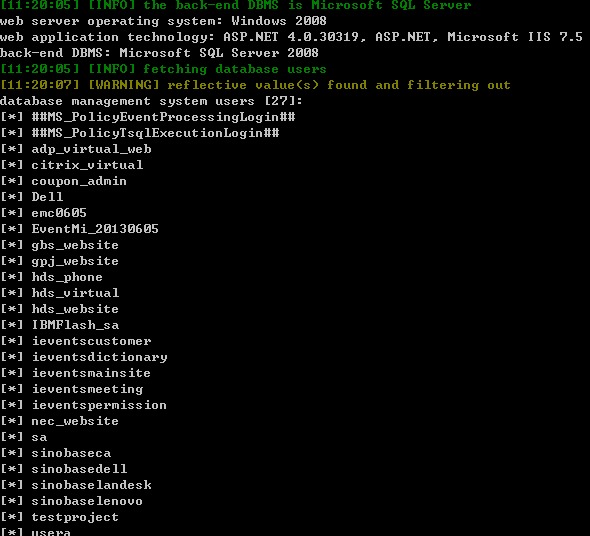 [11:20:05] [INFO] the back-end DBMS is Microsoft SQL Server
web server operating system: Windows 2008
web application technology: ASP.NET 4.0.30319, ASP.NET, Microsoft IIS 7.5
back-end DBMS: Microsoft SQL Server 2008
[11:20:05] [INFO] fetching database users
[11:20:07] [WARNING] reflective value(s) found and filtering out
database management system users [27]:
[*] ##MS_PolicyEventProcessingLogin##
[*] ##MS_PolicyTsqlExecutionLogin##
[*] adp_virtual_web
[*] citrix_virtual
[*] coupon_admin
[*] Dell
[*] emc0605
[*] EventMi_20130605
[*] gbs_website
[*] gpj_website
[*] hds_phone
[*] hds_virtual
[*] hds_website
[*] IBMFlash_sa
[*] ieventscustomer
[*] ieventsdictionary
[*] ieventsmainsite
[*] ieventsmeeting
[*] ieventspermission
[*] nec_website
[*] sa
[*] sinobaseca
[*] sinobasedell
[*] sinobaselandesk
[*] sinobaselenovo
[*] testproject
[*] usera